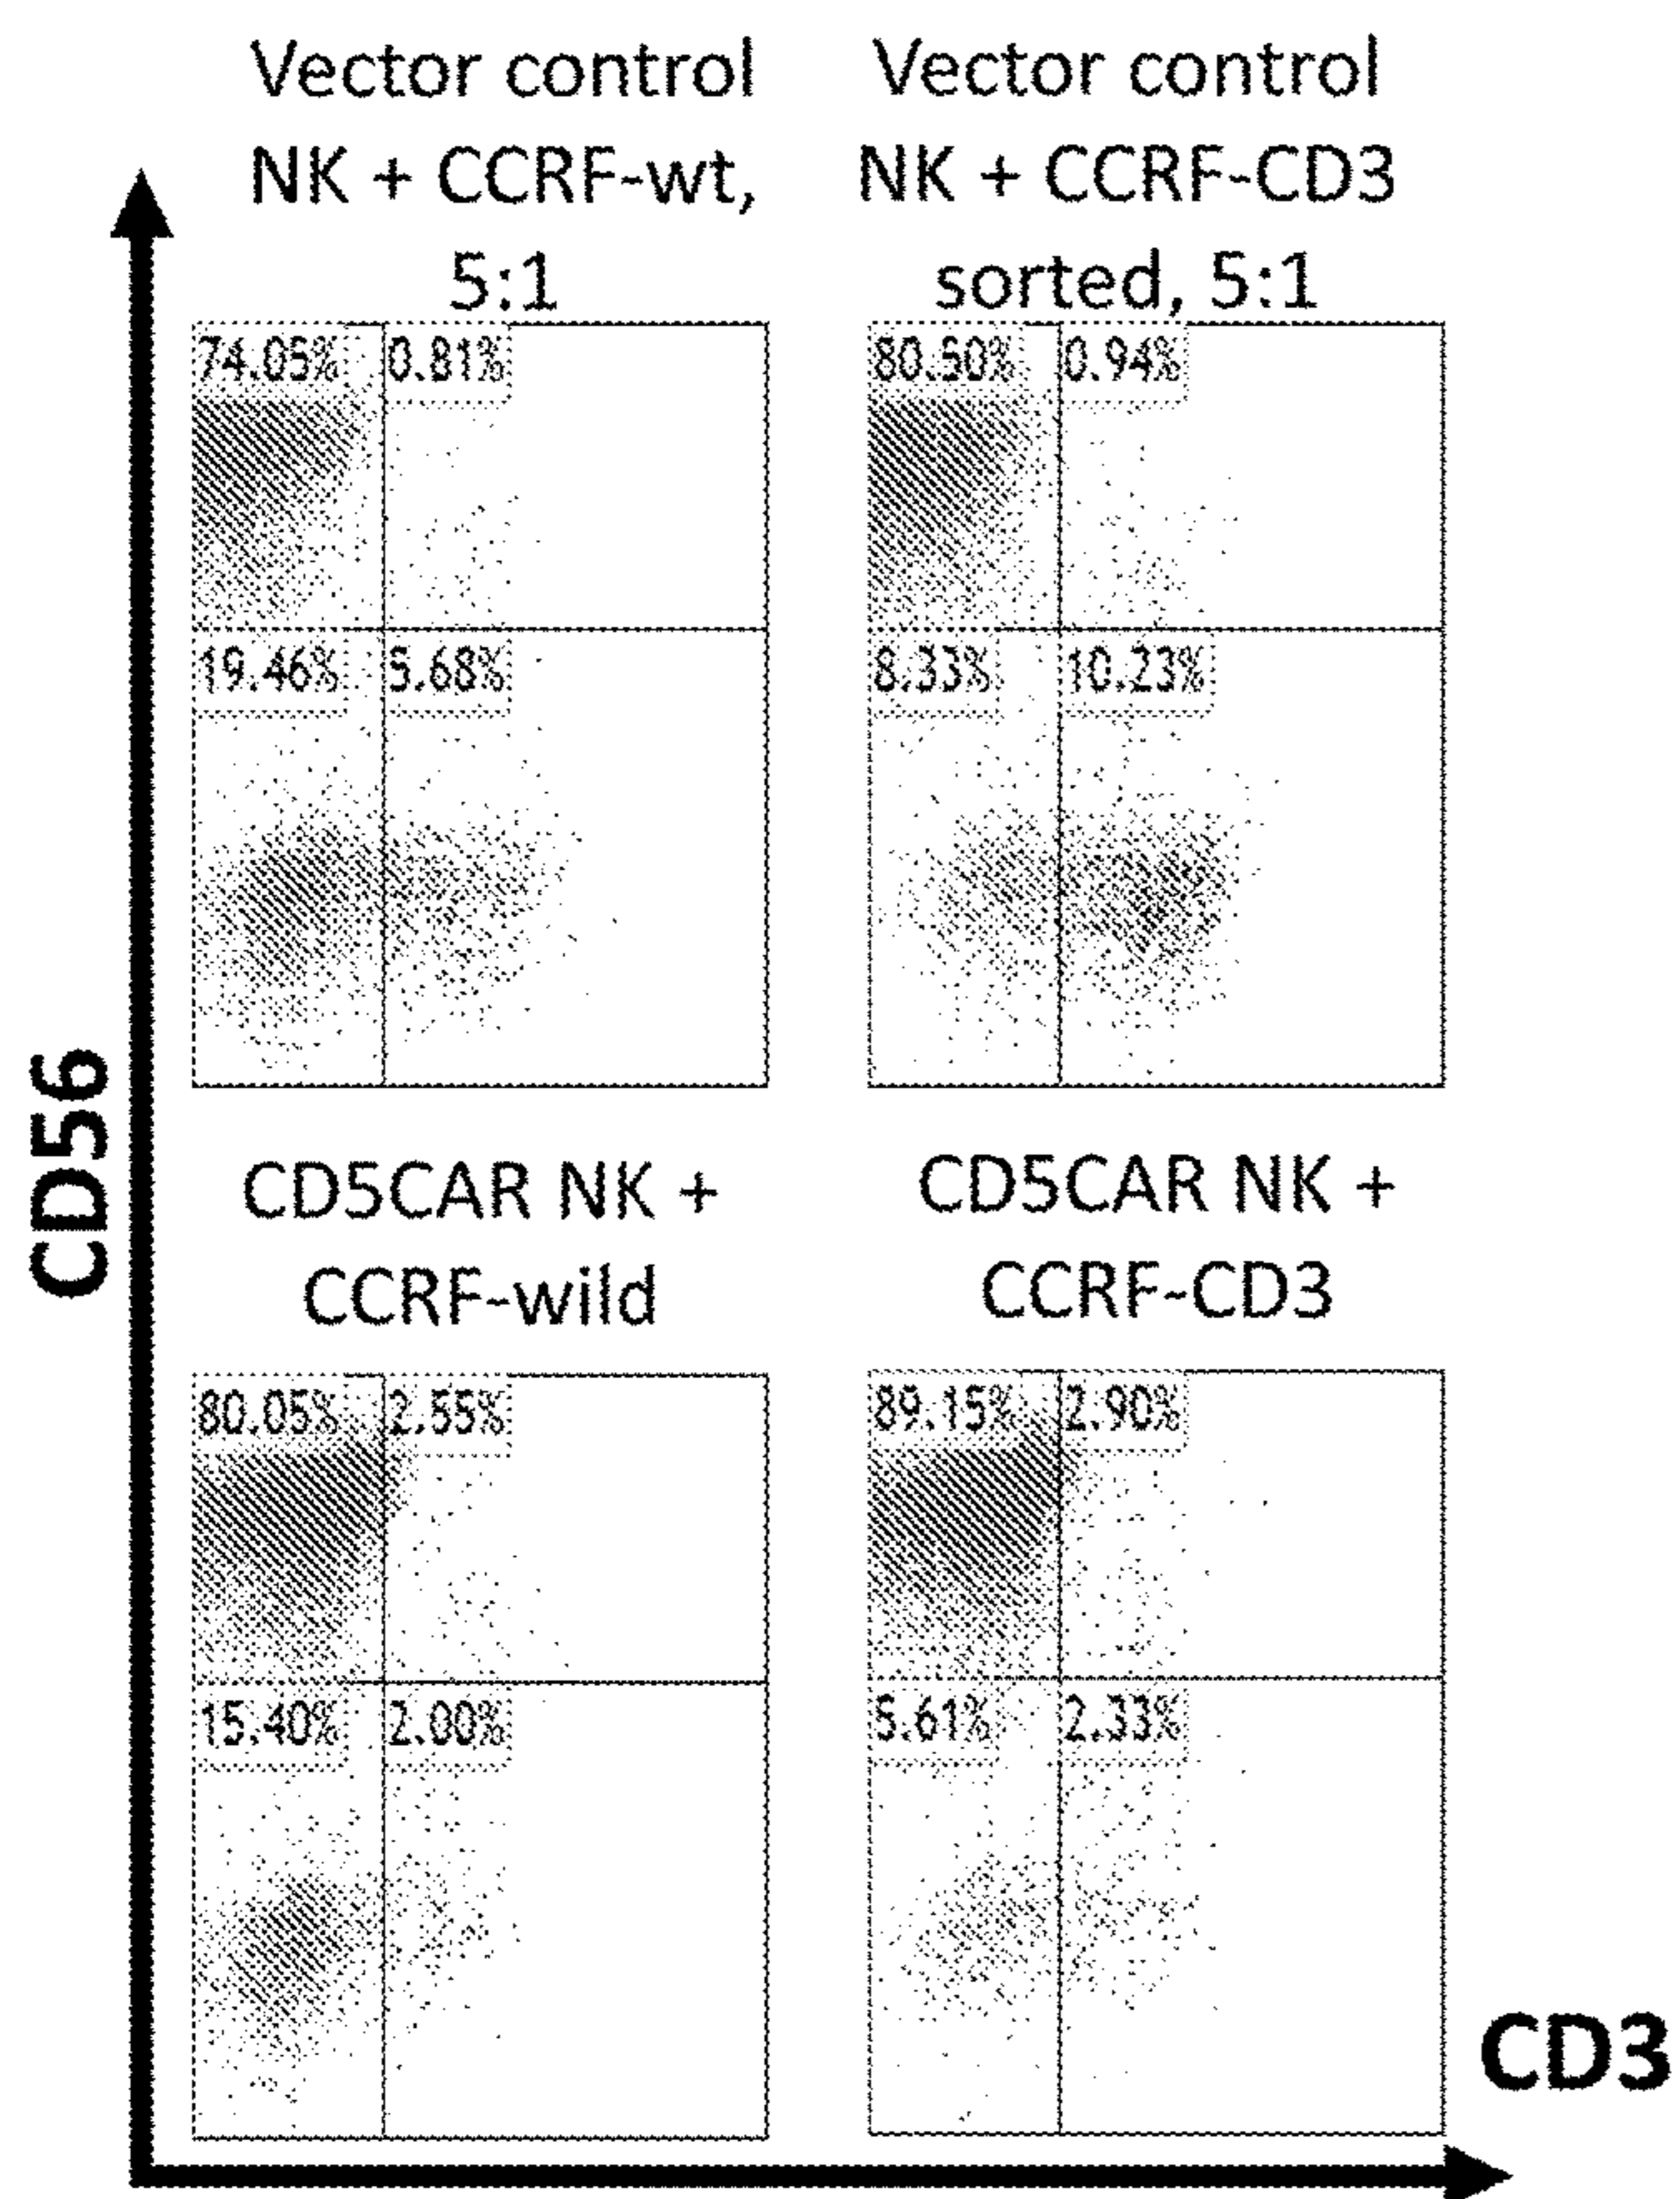 Vector control
NK + CCRF-wt,
5:1
Vector control
NK + CCRF-CD3
sorted, 5:1
74.05% 0.81%
19.46% 5.68%
80.50% 0.94%
8.33% 10.23%
CD56
CD5CAR NK +
CCRF-wild
CD5CAR NK +
CCRF-CD3
80.05% 2.55%
15.40% 2.00%
89.15% 2.90%
5.61% 2.33%
CD3